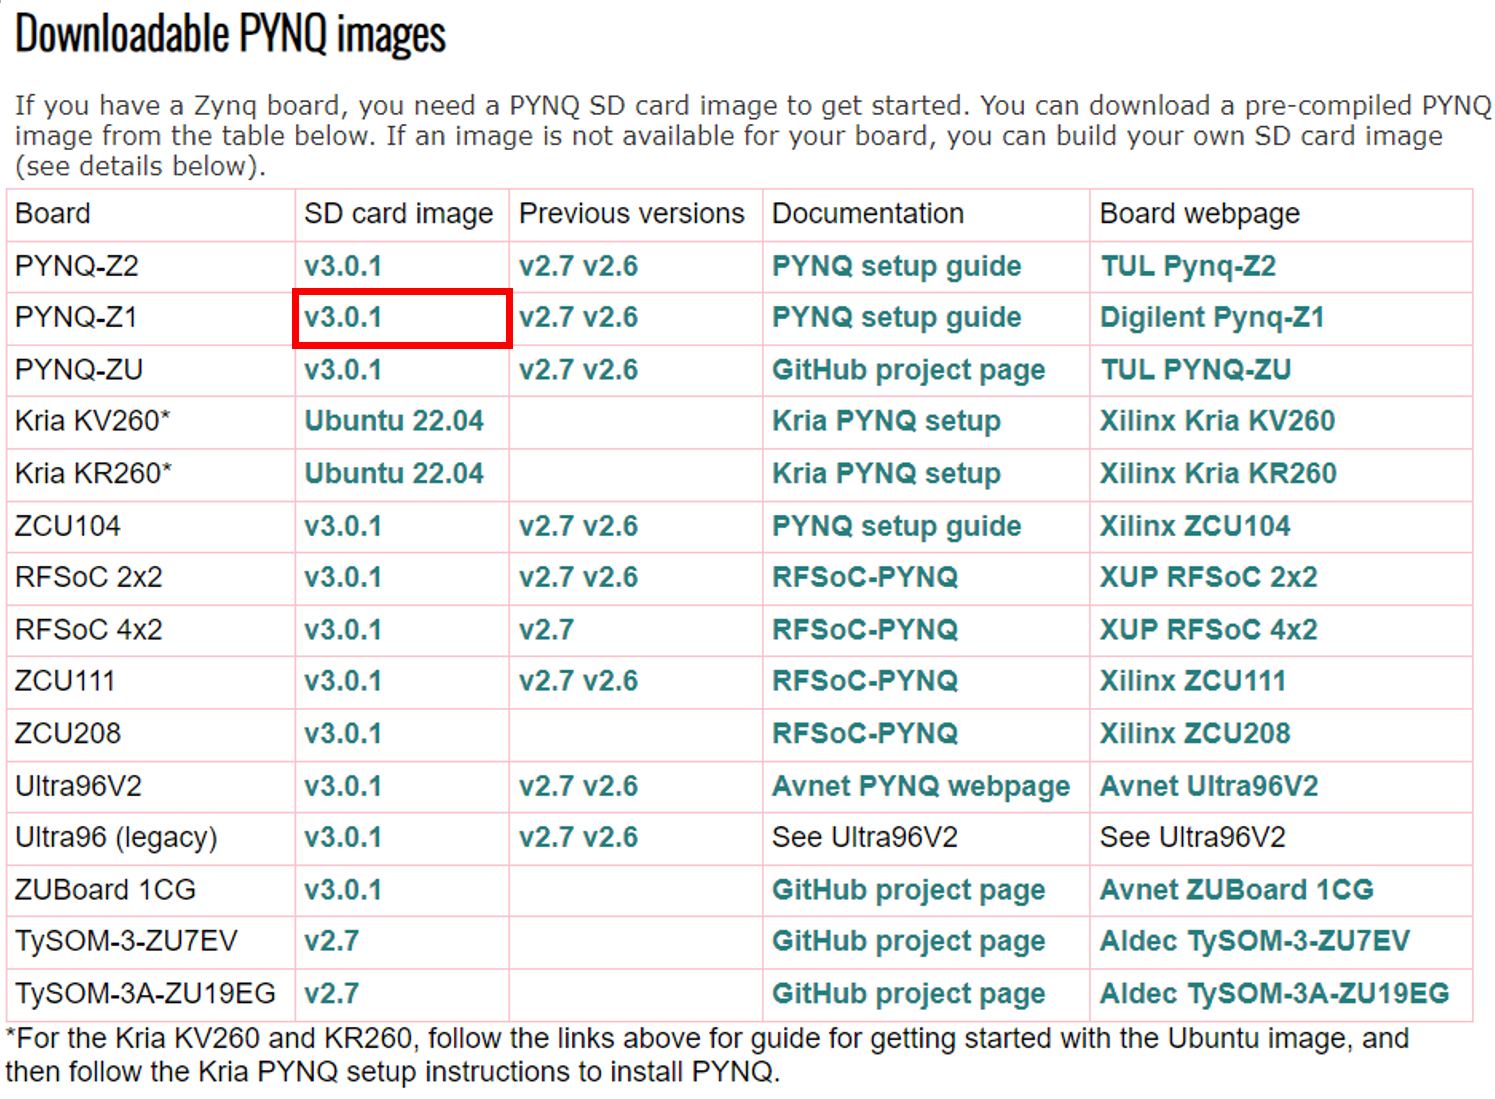 Downloadable PYNQ images
If you have a Zynq board, you need a PYNQ SD card image to get started. You can download a pre-compiled PYNQ
image from the table below. If an image is not available for your board, you can build your own SD card image
(see details below).
Board SD card image Previous versions Documentation Board webpage
PYNQ-Z2 v3.0.1 v2.7 v2.6 PYNQ setup guide TUL Pynq-Z2
PYNQ-Z1 v3.0.1 v2.7 v2.6 PYNQ setup guide Digilent Pynq-Z1
PYNQ-ZU v3.0.1 v2.7 v2.6 GitHub project page TUL PYNQ-ZU
Kria KV260* Ubuntu 22.04 Kria PYNQ setup Xilinx Kria KV260
Kria KR260* Ubuntu 22.04 Kria PYNQ setup Xilinx Kria KR260
ZCU104 v3.0.1 v2.7 v2.6 PYNQ setup guide Xilinx ZCU104
RFSoC 2x2 v3.0.1 v2.7 v2.6 RFSoC-PYNQ XUP RFSoC 2x2
RFSoC 4x2 v3.0.1 v2.7 RFSoC-PYNQ XUP RFSoC 4x2
ZCU111 v3.0.1 v2.7 v2.6 RFSoC-PYNQ Xilinx ZCU111
ZCU208 v3.0.1 RFSoC-PYNQ Xilinx ZCU208
Ultra96V2 v3.0.1 v2.7 v2.6 Avnet PYNQ webpage Avnet Ultra96V2
Ultra96 (legacy) v3.0.1 v2.7 v2.6 See Ultra96V2 See Ultra96V2
ZUBoard 1CG v3.0.1 GitHub project page Avnet ZUBoard 1CG
TySOM-3-ZU7EV v2.7 GitHub project page Aldec TySOM-3-ZU7EV
TySOM-3A-ZU19EG v2.7 GitHub project page Aldec TySOM-3A-ZU19EG
*For the Kria KV260 and KR260, follow the links above for guide for getting started with the Ubuntu image, and
then follow the Kria PYNQ setup instructions to install PYNQ.